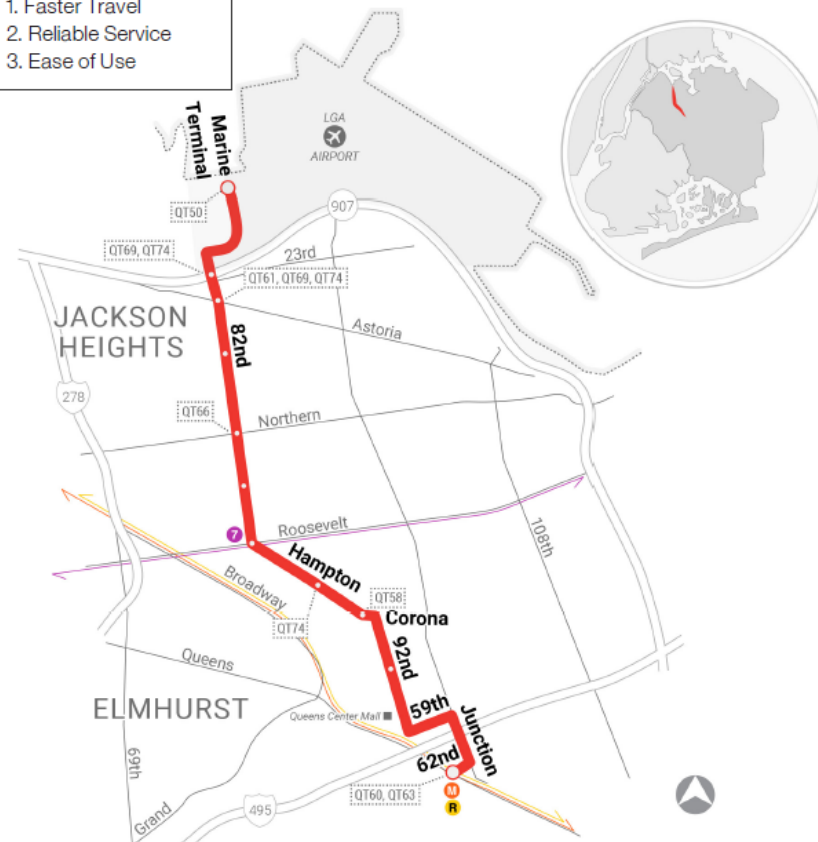 1. Faster Travel
2. Reliable Service
3. Ease of Use
Marine
Terminal
LGA
AIRPORT
QT50
907
QT69, QT74
23rd
QT61, QT69, QT74
JACKSON
HEIGHTS
82nd
Astoria
278
QT66
Northern
7
Roosevelt
108th
Hampton
Broadway
QT58
QT74
Corona
92nd
Queens
ELMHURST
59th
Junction
Queens Center Mall
62nd
69th
QT60, QT63
M
R
Grand
495